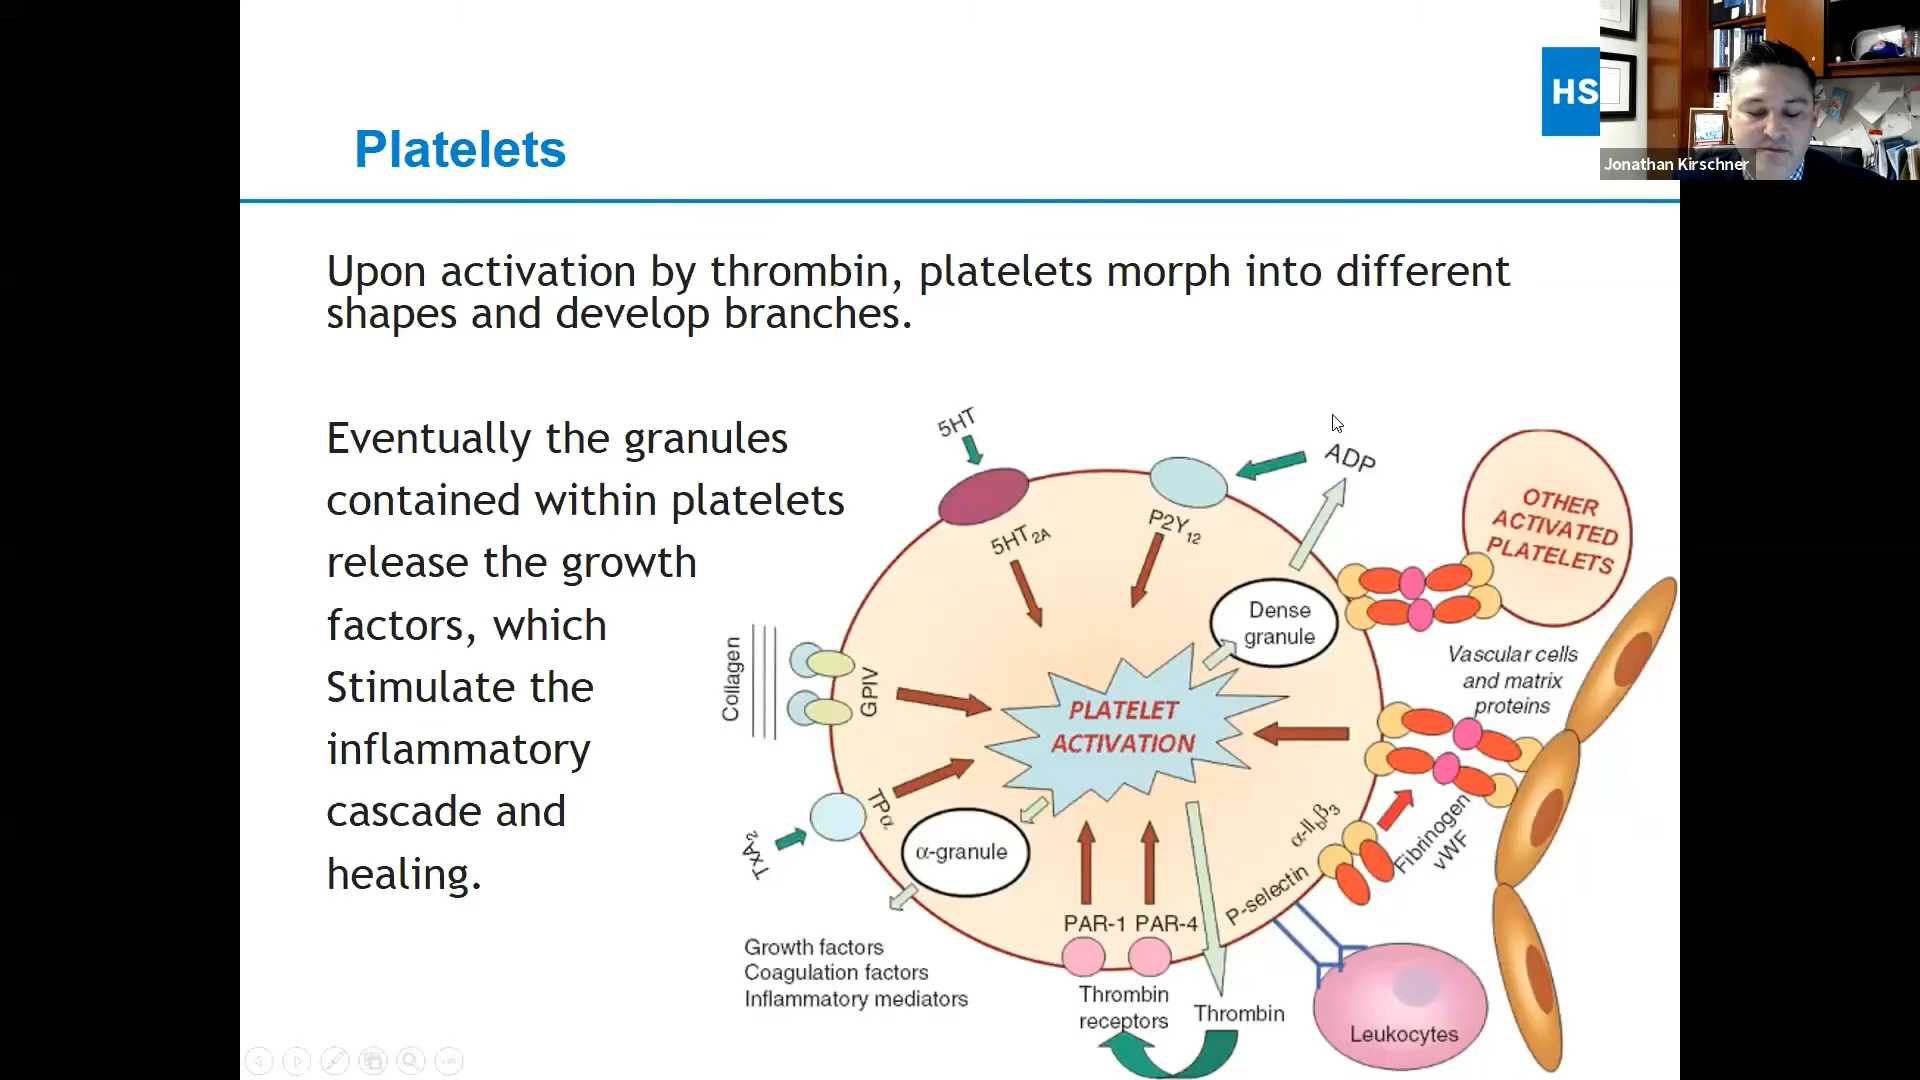 HS
Jonathan Kirschner
Platelets
Upon activation by thrombin, platelets morph into different
shapes and develop branches.
Eventually the granules
contained within platelets
release the growth
factors, which
Stimulate the
inflammatory
cascade and
healing.
5HT
5HT2A
P2Y12
ADP
Dense
granule
OTHER
ACTIVATED
PLATELETS
Vascular cells
and matrix
proteins
Collagen
GPIV
PLATELET
ACTIVATION
TPα
TxA2
α-granule
Growth factors
Coagulation factors
Inflammatory mediators
PAR-1 PAR-4
Thrombin
receptors
Thrombin
P-selectin
α-IIbβ3
Fibrinogen
vWF
Leukocytes